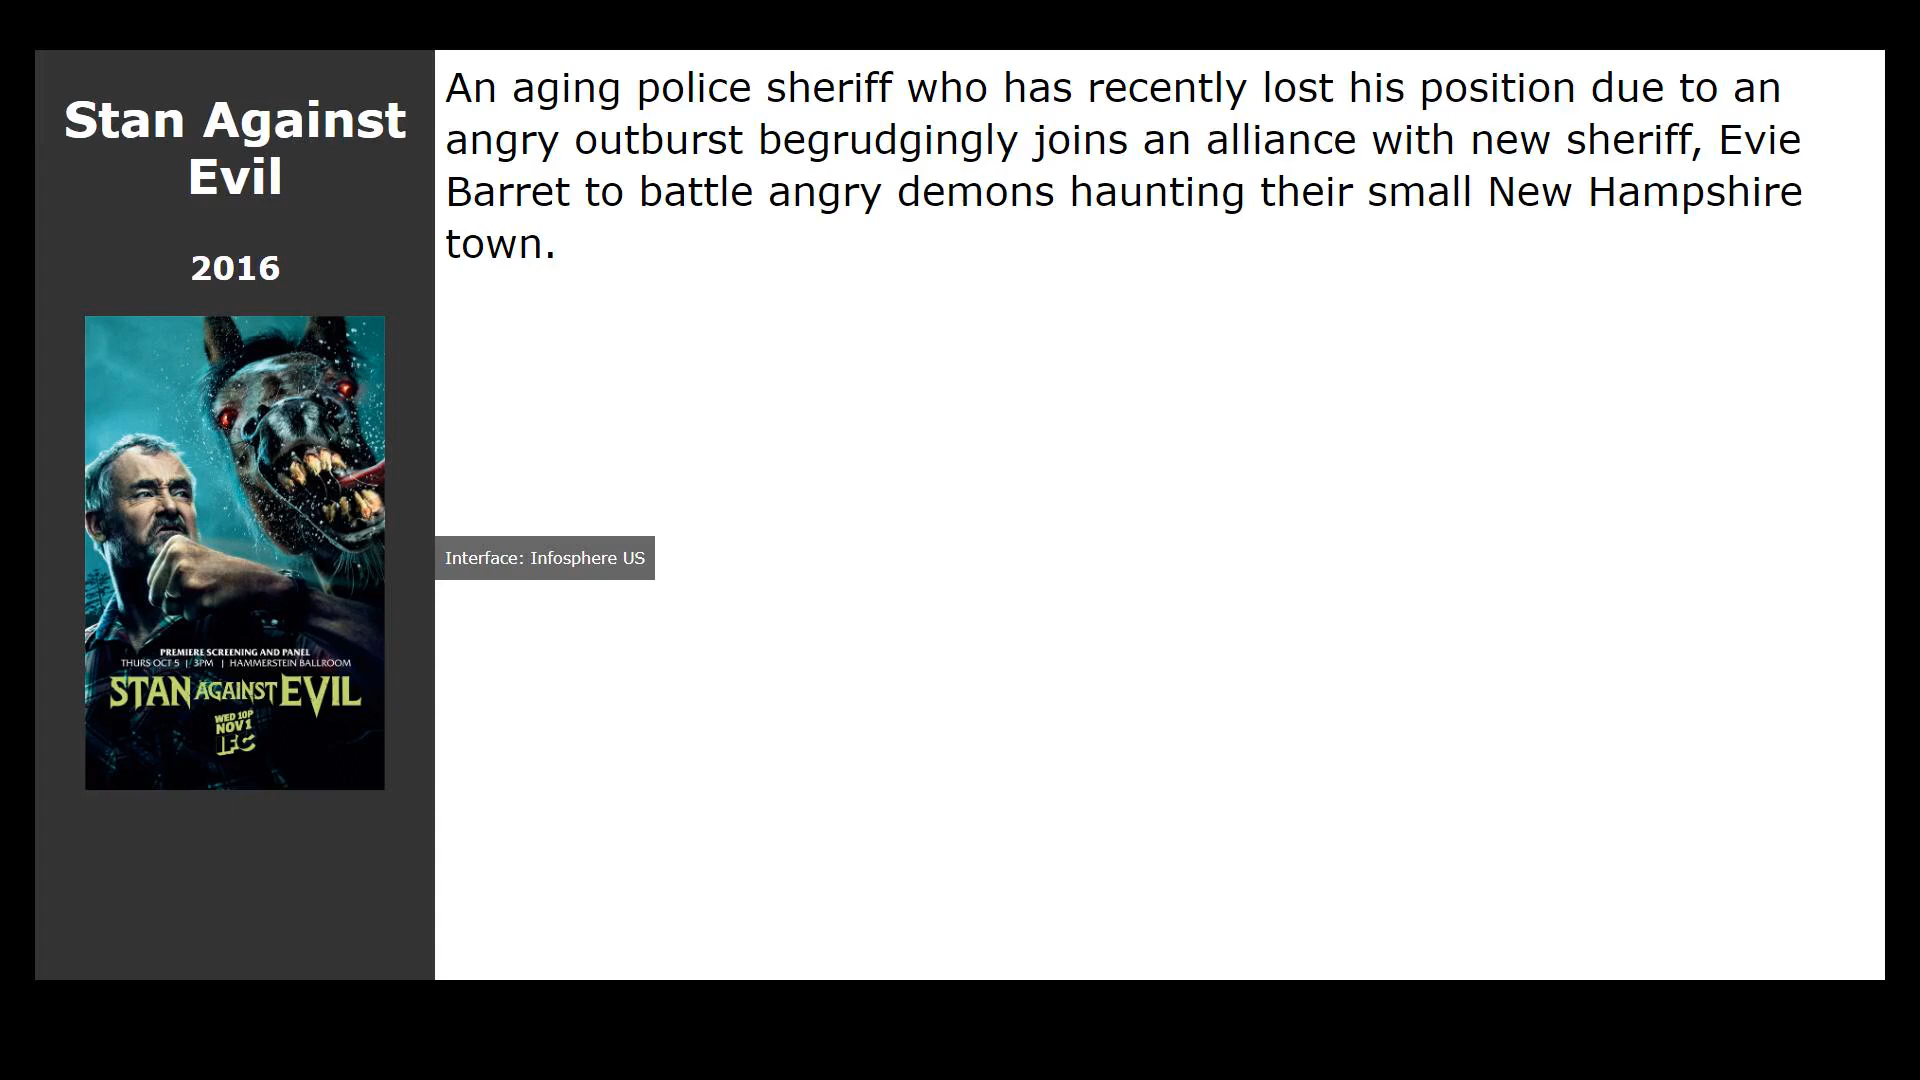 Stan Against
Evil
2016
PREMIERE SCREENING AND PANEL
THURS OCT 5 | 3PM | HAMMERSTEIN BALLROOM
STAN AGAINST EVIL
WED 10P
NOV 1
IFC
An aging police sheriff who has recently lost his position due to an
angry outburst begrudgingly joins an alliance with new sheriff, Evie
Barret to battle angry demons haunting their small New Hampshire
town.
Interface: Infosphere US